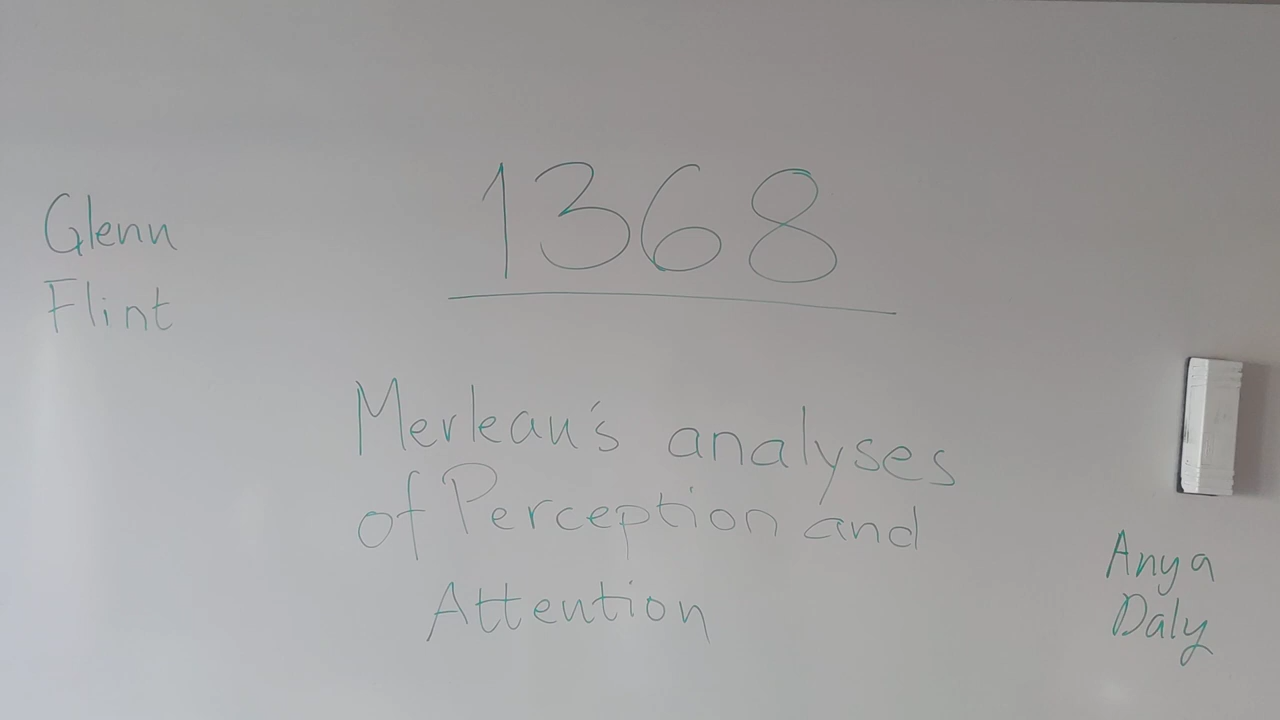 Glenn
Flint
1368
Merleau's analyses
of Perception and
Attention
Anya
Daly